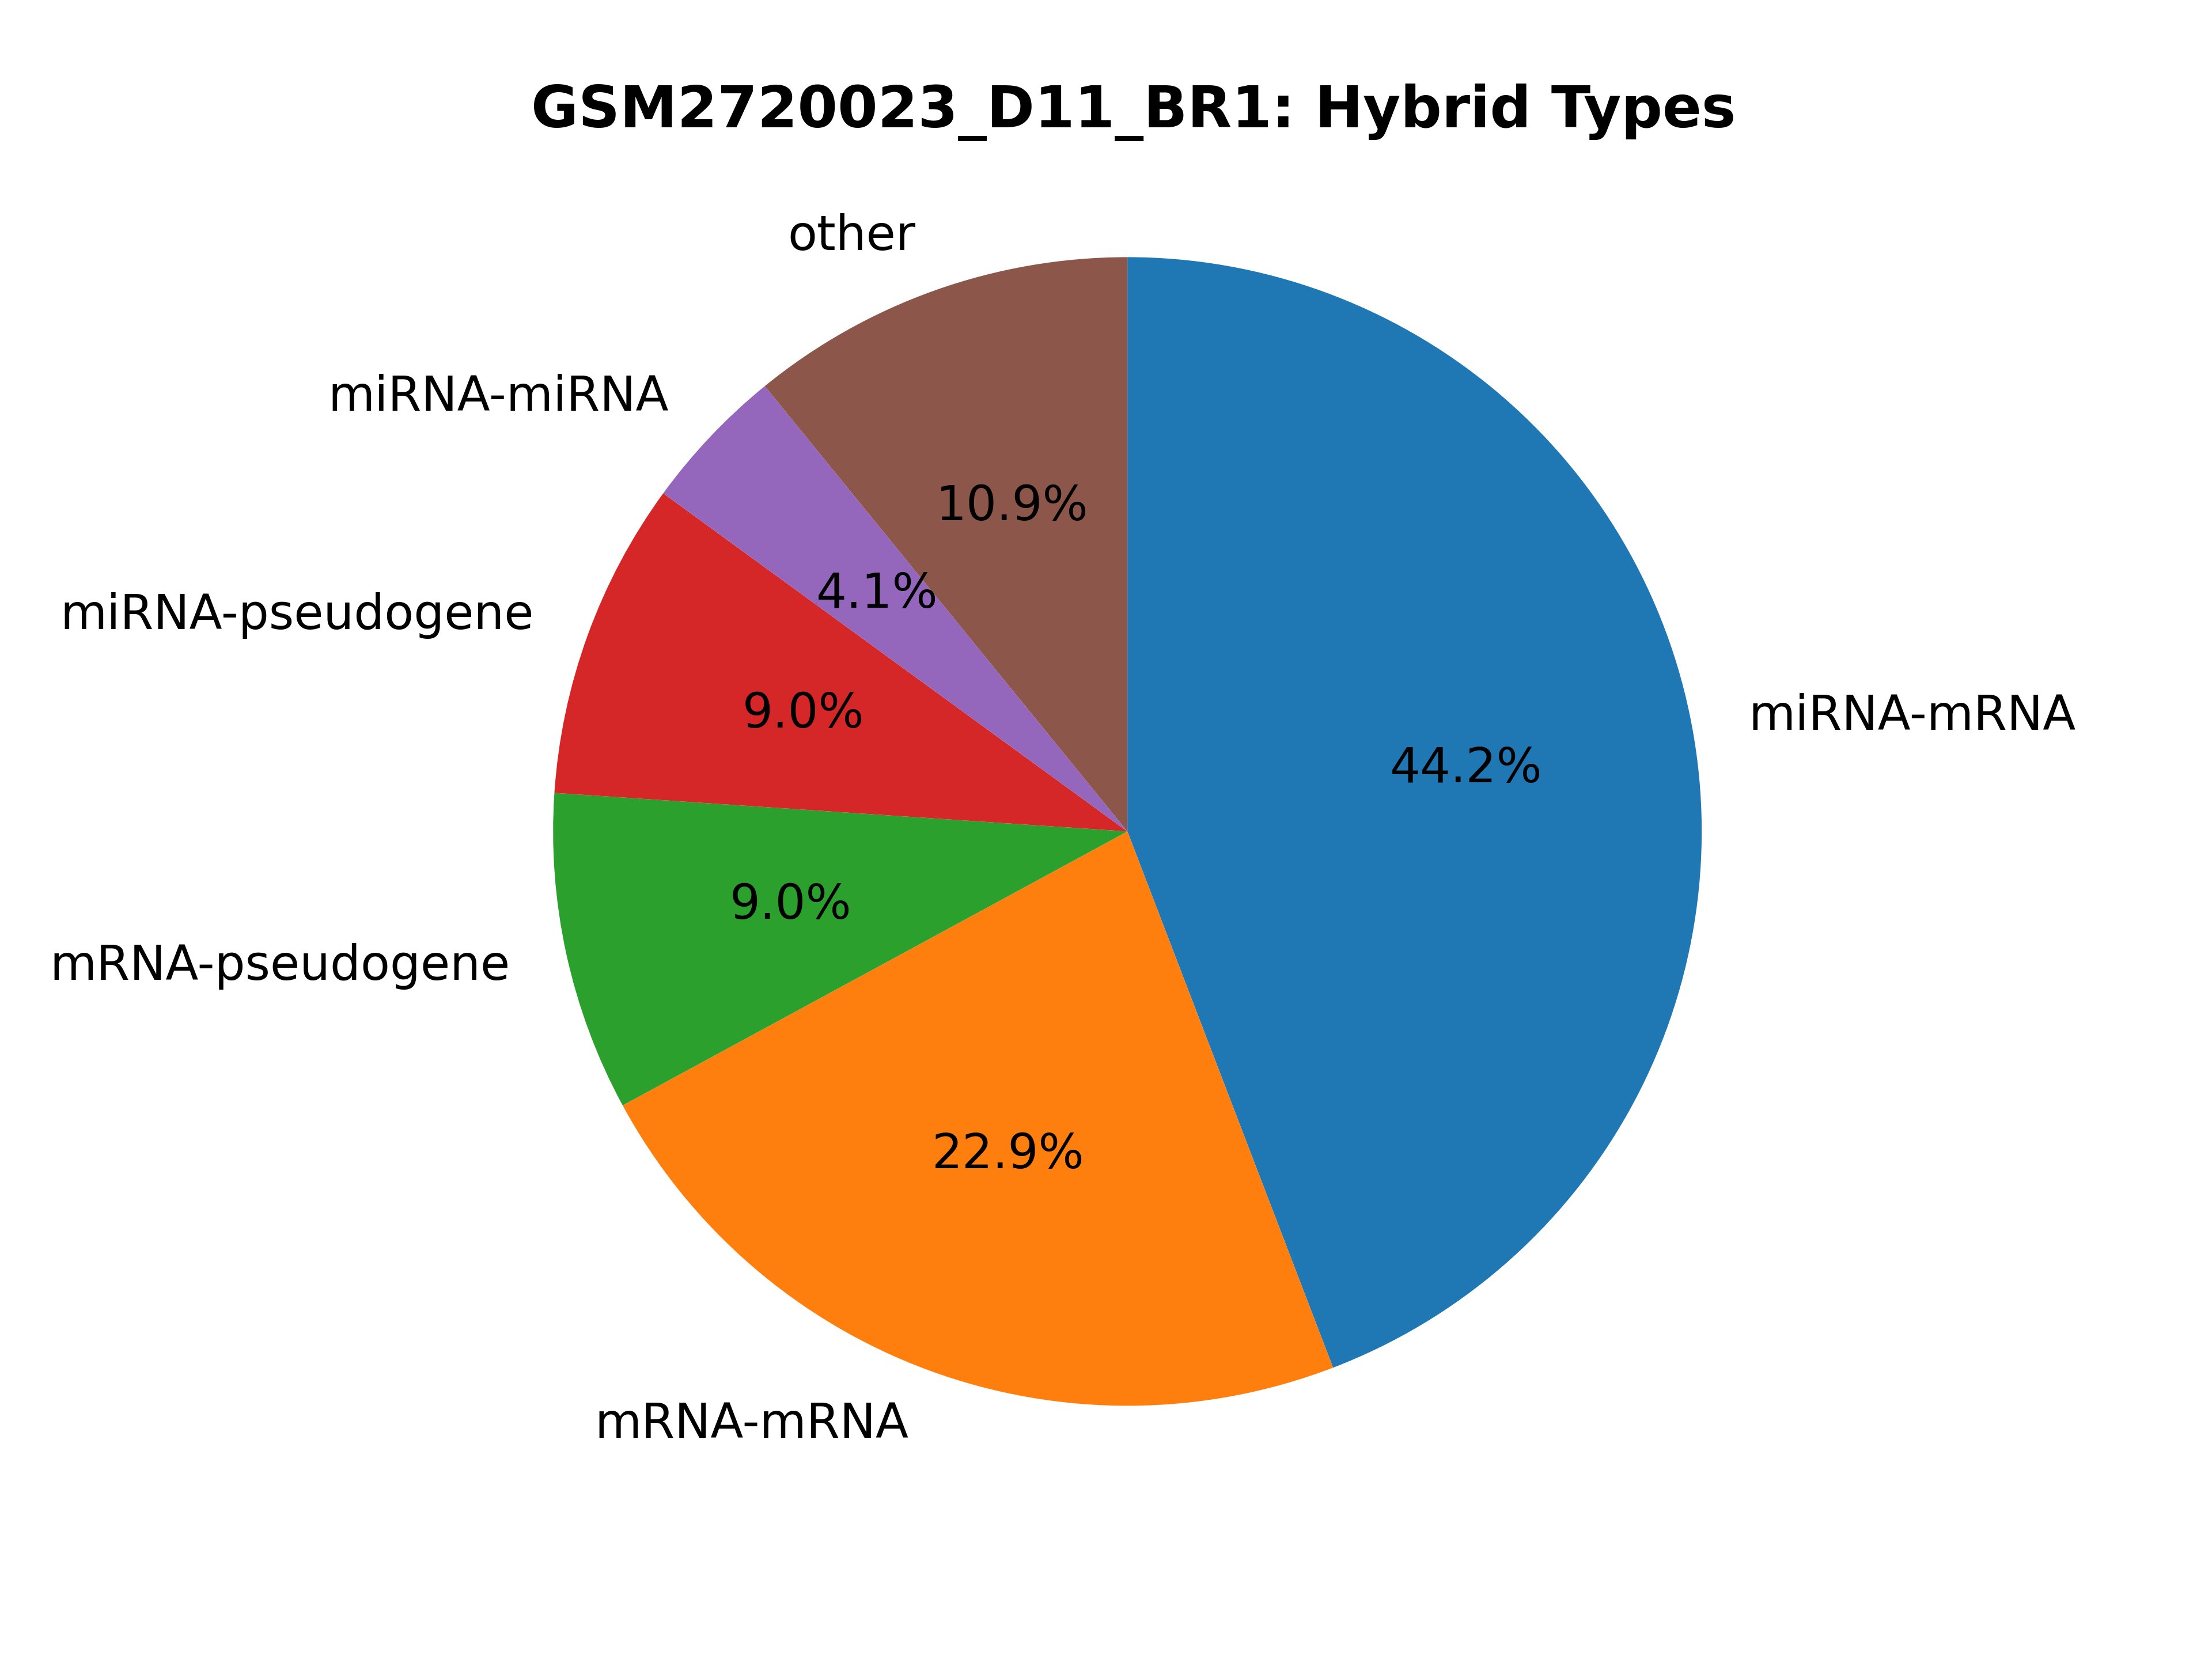 GSM2720023_D11_BR1: Hybrid Types
other
miRNA-miRNA
10.9%
4.1%
miRNA-pseudogene
9.0%
miRNA-mRNA
44.2%
9.0%
mRNA-pseudogene
22.9%
mRNA-mRNA